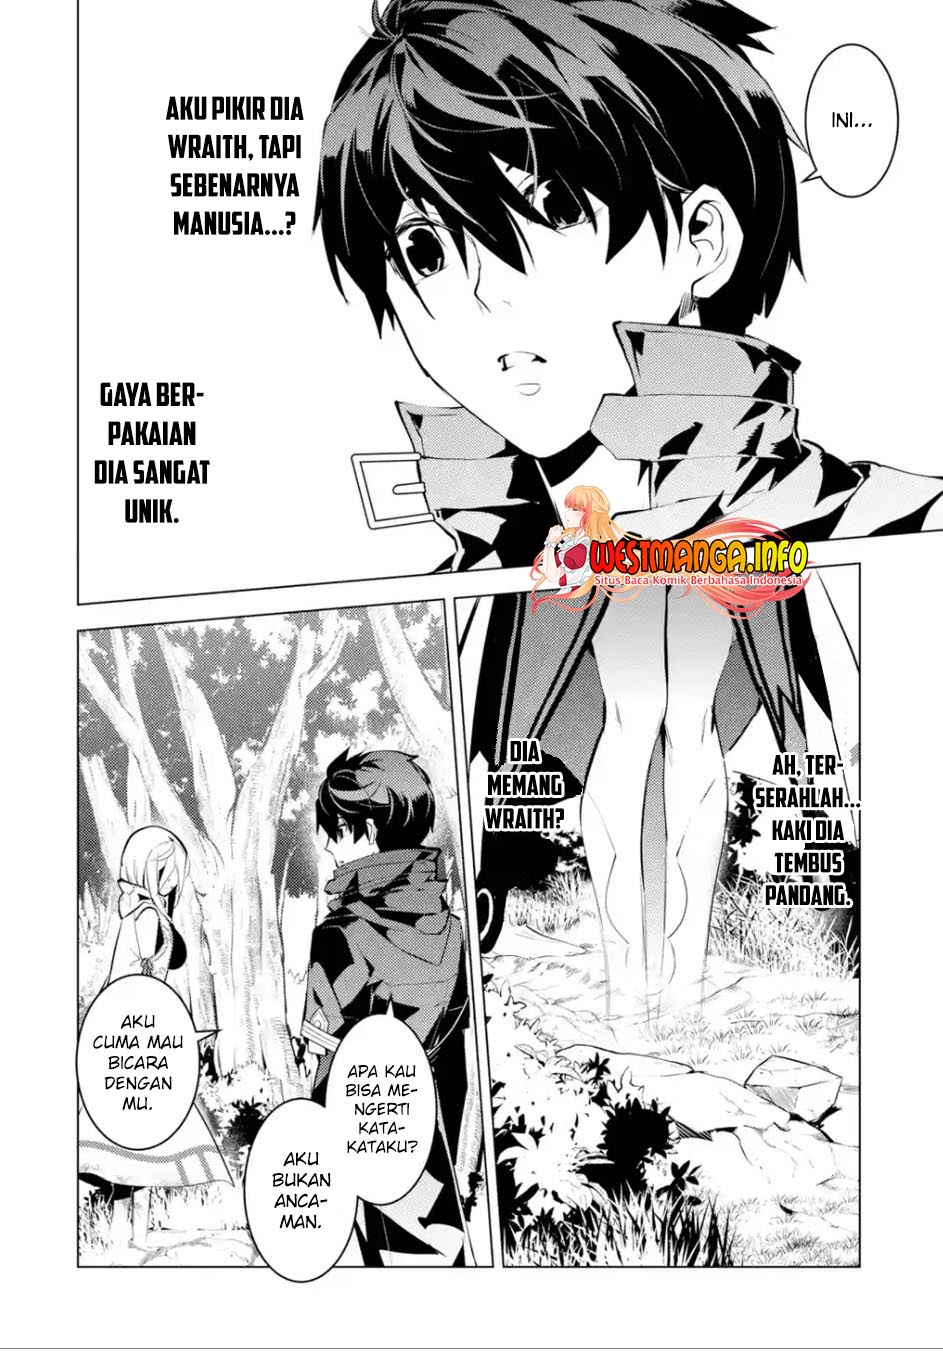 INI...
AKU PIKIR DIA
WRAITH, TAPI
SEBENARNYA
MANUSIA...?
GAYA BER-
PAKAIAN
DIA SANGAT
UNIK.
WESTMANGA.INFO
Situs Baca Komik Berbahasa Indonesia
AH, TER-
SERAHLAH...
KAKI DIA
TEMBUS
PANDANG.
DIA
MEMANG
WRAITH?
APA KAU
BISA ME-
NGERTI
KATA-
KATAKU?
AKU
BUKAN
ANCA-
MAN.
AKU
CUMA MAU
BICARA
DENGAN
MU.